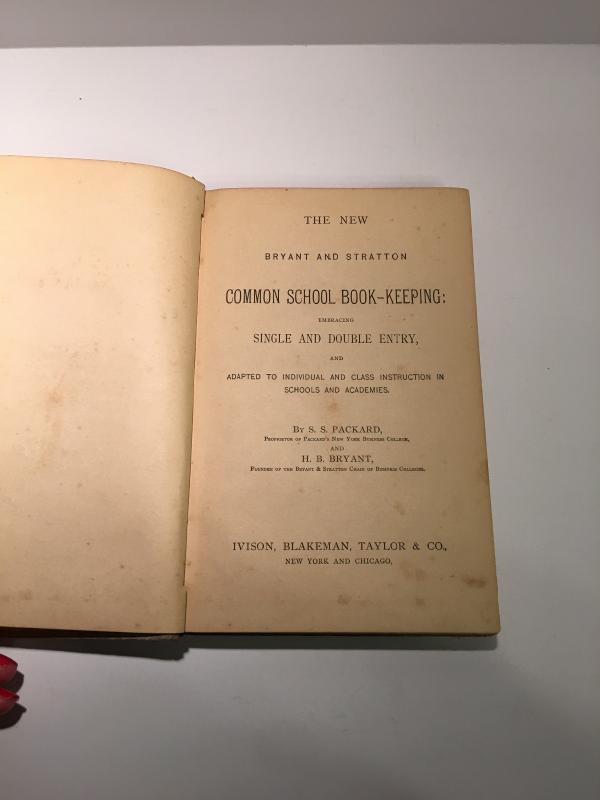 THE NEW
BRYANT AND STRATTON
COMMON SCHOOL BOOK-KEEPING:
EMBRACING
SINGLE AND DOUBLE ENTRY,
AND
ADAPTED TO INDIVIDUAL AND CLASS INSTRUCTION IN
SCHOOLS AND ACADEMIES.
By S. S. PACKARD,
Proprietor of Packard's New York Business College,
AND
H. B. BRYANT,
Founder of the Bryant & Stratton Chain of Business Colleges.
IVISON, BLAKEMAN, TAYLOR & CO.,
NEW YORK AND CHICAGO,